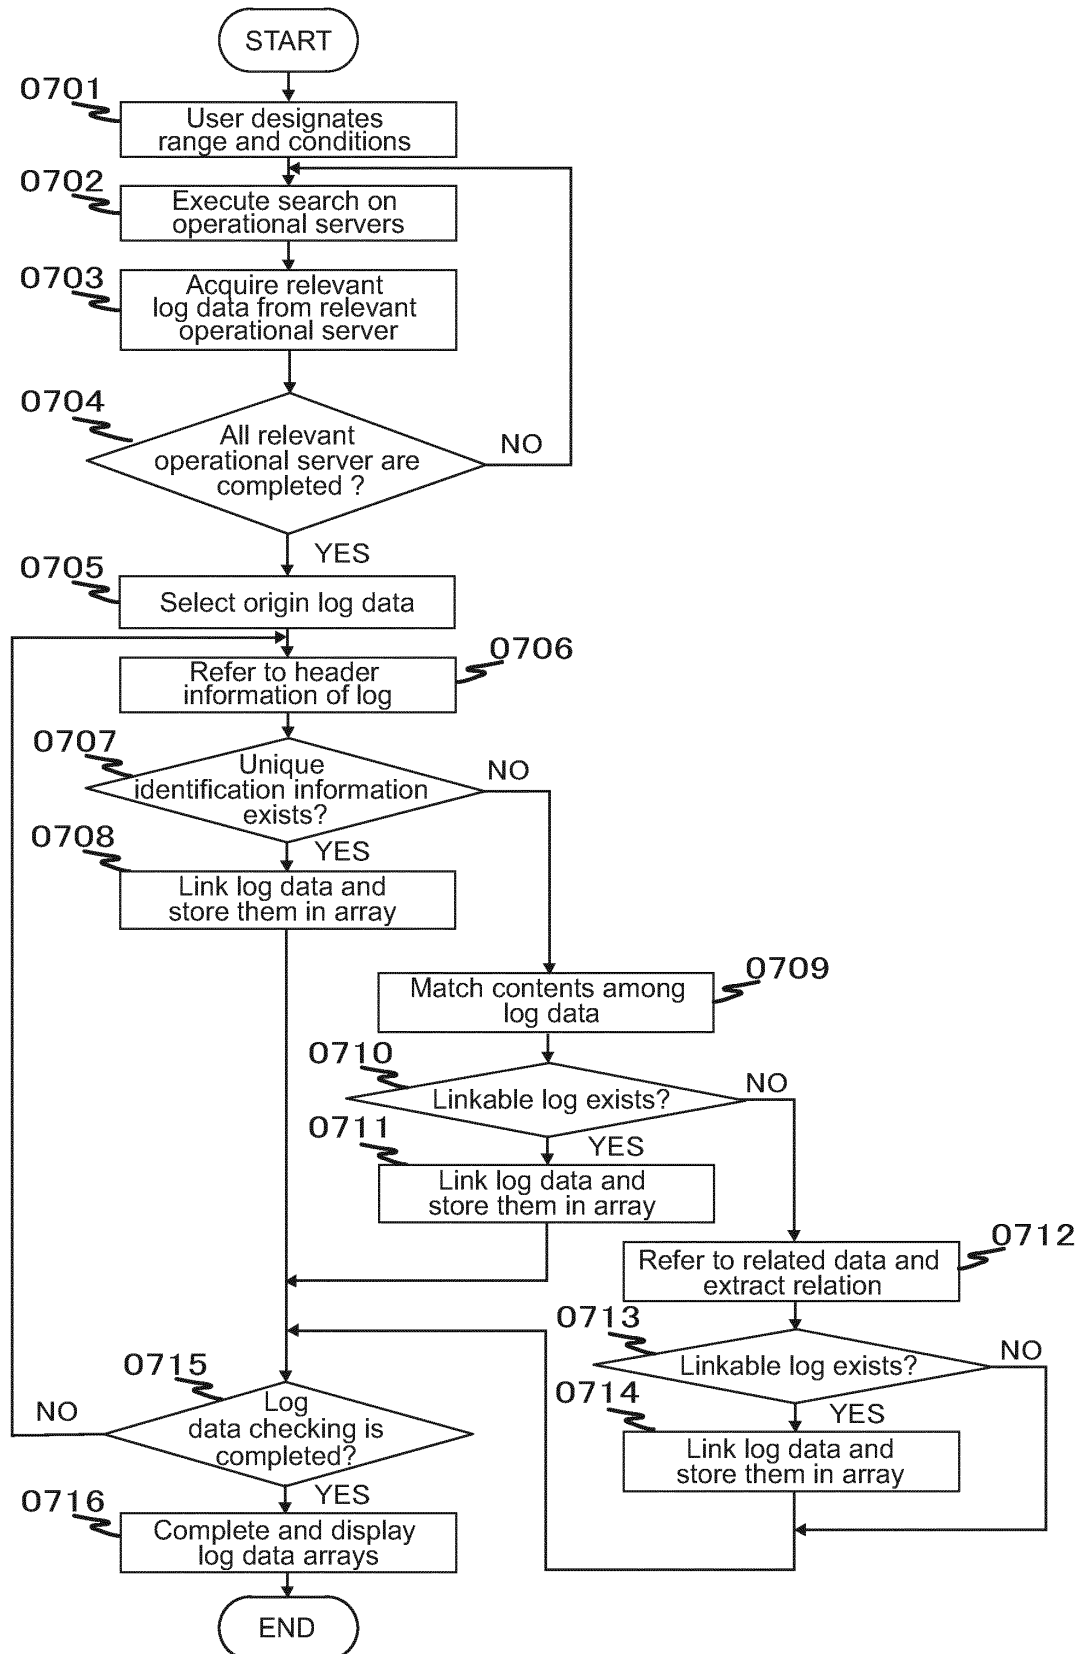 START
0701
User designates
range and conditions
0702
Execute search on
operational servers
0703
Acquire relevant
log data from relevant
operational server
0704
All relevant
operational server are
completed ?
NO
YES
0705
Select origin log data
0706
Refer to header
information of log
0707
Unique
identification information
exists?
NO
YES
0708
Link log data and
store them in array
0709
Match contents among
log data
0710
Linkable log exists?
NO
YES
0711
Link log data and
store them in array
0712
Refer to related data and
extract relation
0713
Linkable log exists?
NO
YES
0714
Link log data and
store them in array
0715
Log
data checking is
completed?
NO
YES
0716
Complete and display
log data arrays
END